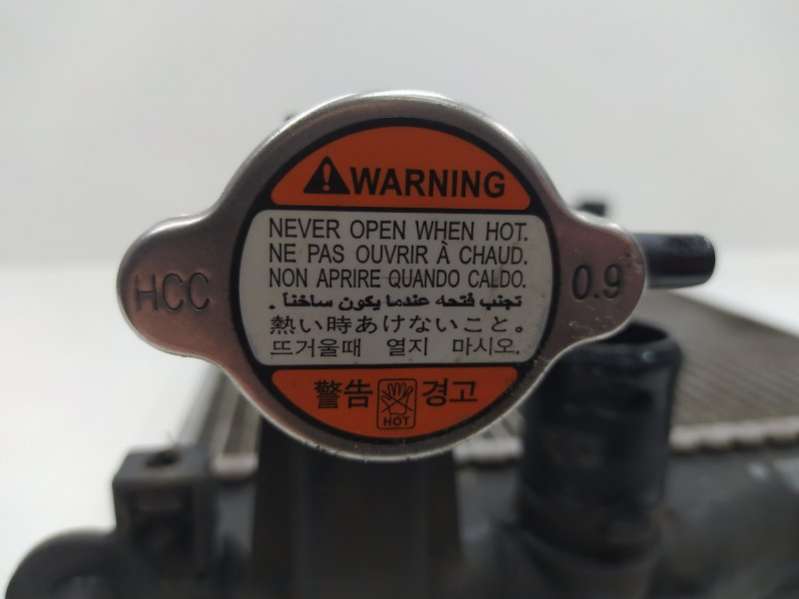 WARNING
NEVER OPEN WHEN HOT.
NE PAS OUVRIR À CHAUD.
NON APRIRE QUANDO CALDO.
تجنب فتحه عندما يكون ساخنا .
熱い時あけないこと。
뜨거울때 열지 마시오.
HCC
0.9
警告 경고
HOT